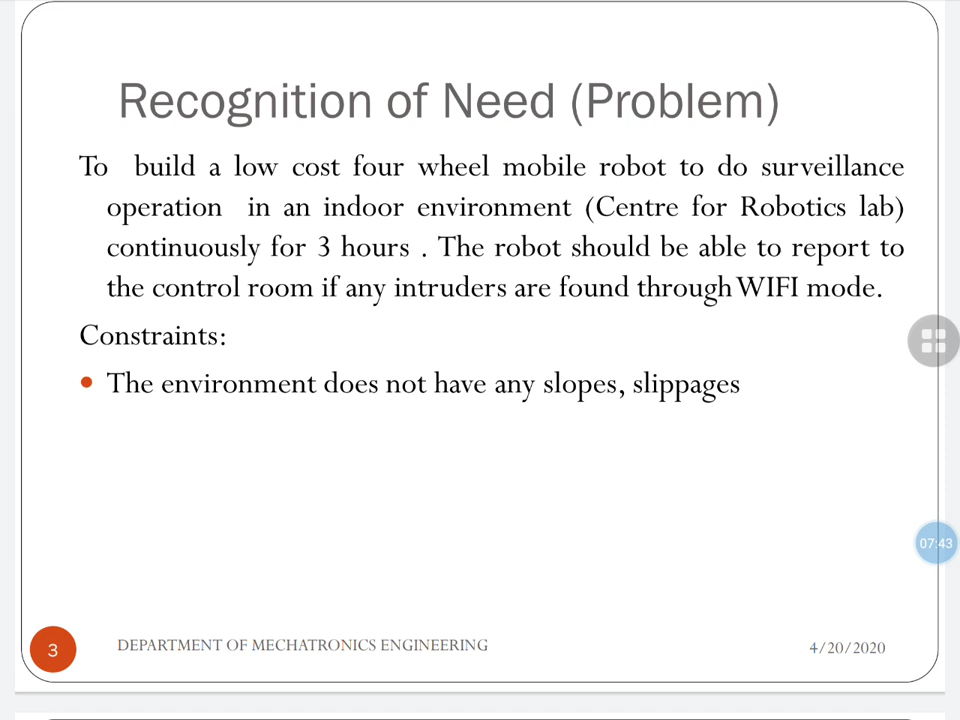 Recognition of Need (Problem)
To build a low cost four wheel mobile robot to do surveillance
operation in an indoor environment (Centre for Robotics lab)
continuously for 3 hours . The robot should be able to report to
the control room if any intruders are found through WIFI mode.
Constraints:
• The environment does not have any slopes, slippages
07:43
3
DEPARTMENT OF MECHATRONICS ENGINEERING
4/20/2020